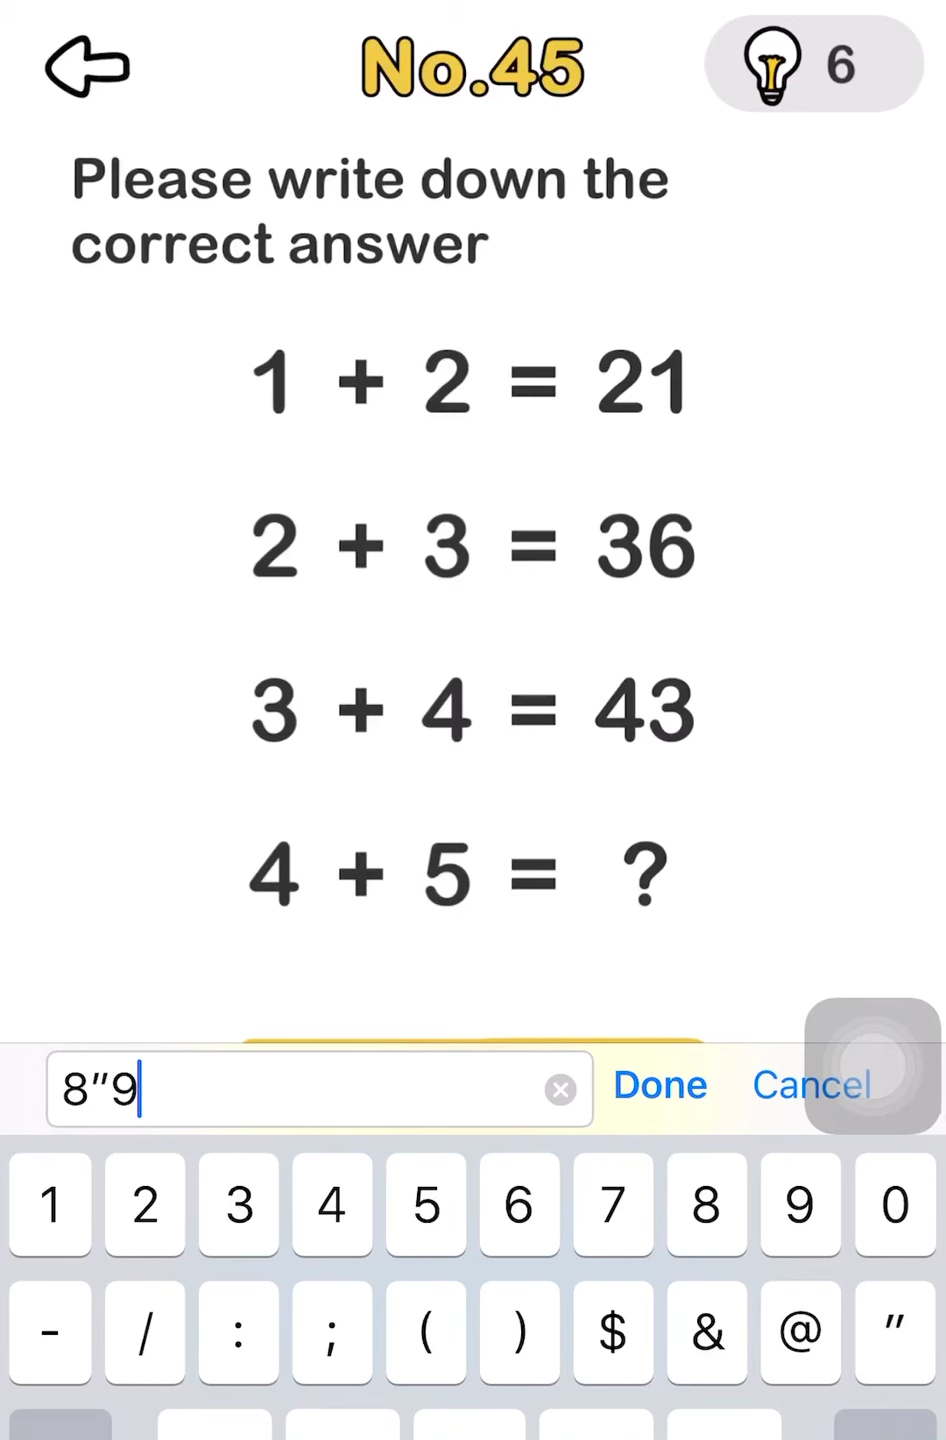 No.45
6
Please write down the
correct answer
1 + 2 = 21
2 + 3 = 36
3 + 4 = 43
4 + 5 = ?
8"9
Done
Cancel
1 2 3 4 5 6 7 8 9 0
- / : ; ( ) $ & @ "